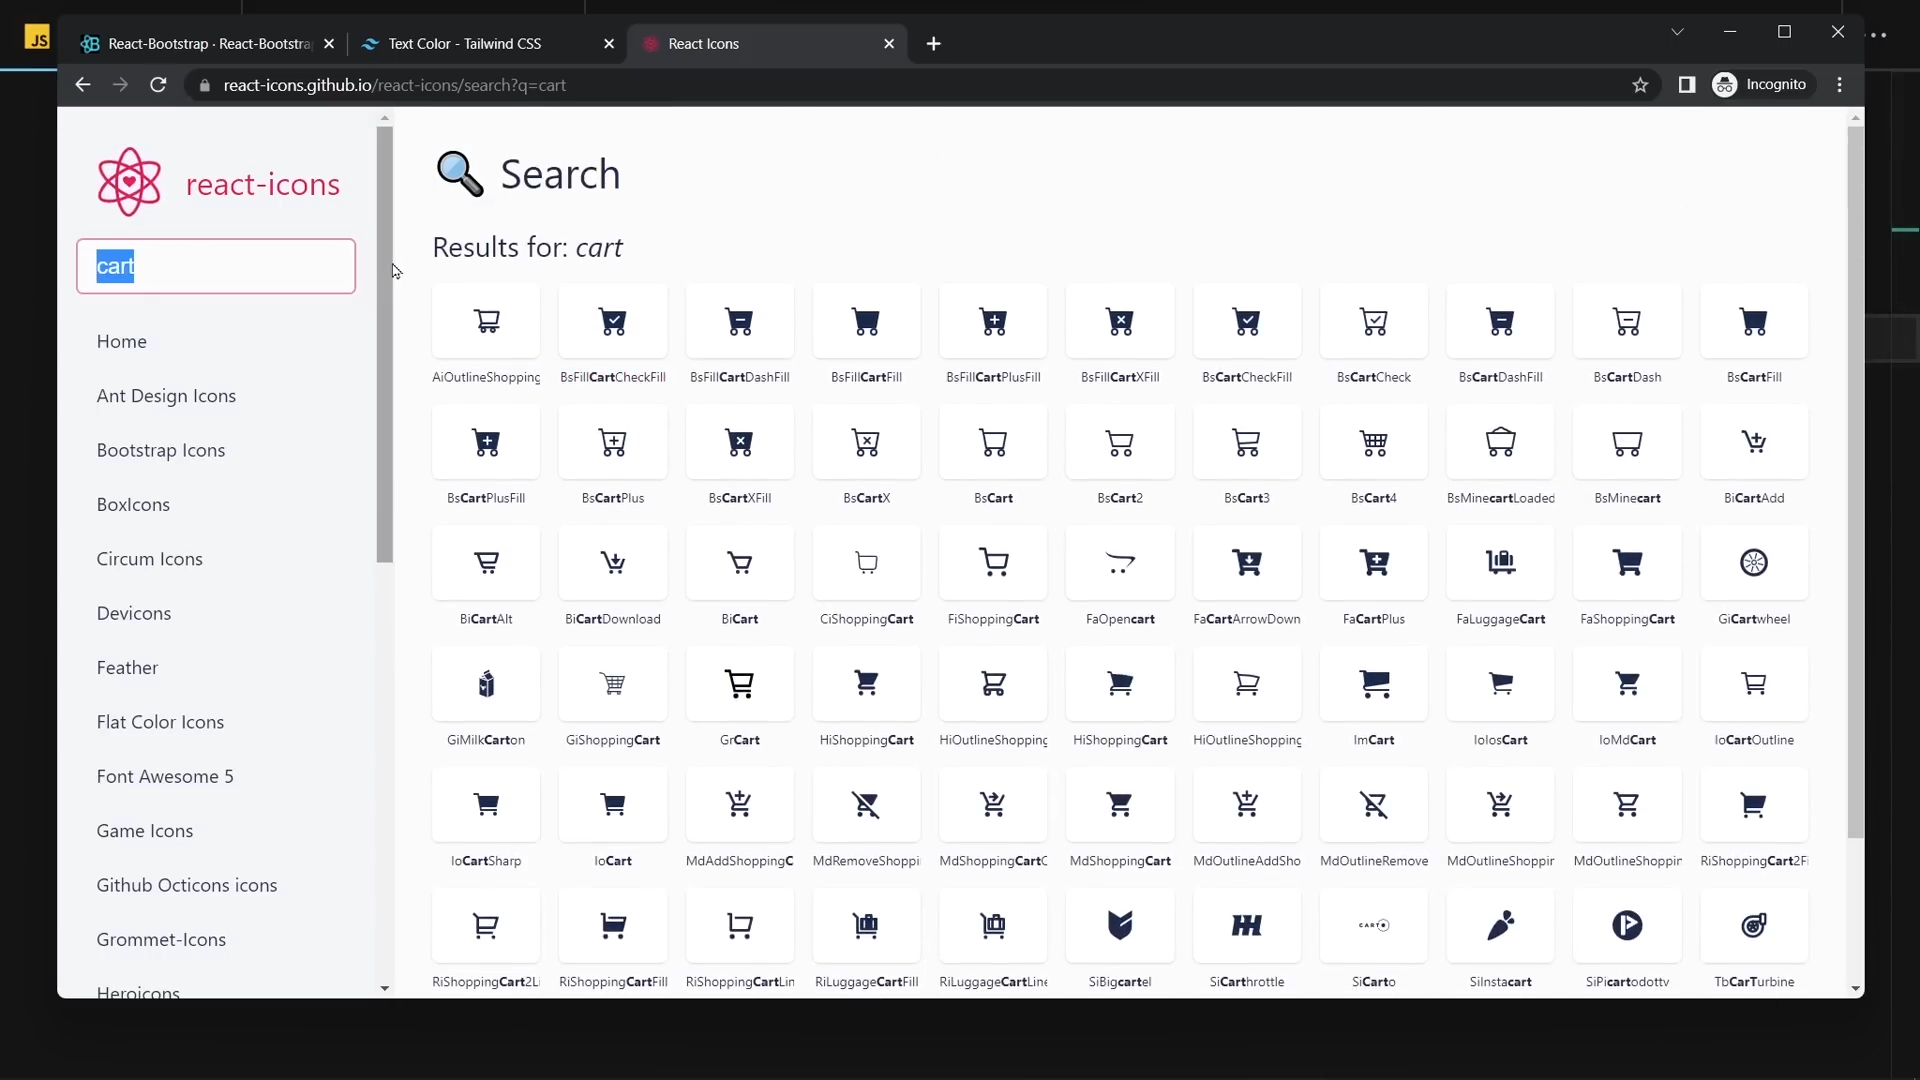 JS
React-Bootstrap · React-Bootstra
Text Color - Tailwind CSS
React Icons
react-icons.github.io/react-icons/search?q=cart
Incognito
react-icons
cart
Home
Ant Design Icons
Bootstrap Icons
BoxIcons
Circum Icons
Devicons
Feather
Flat Color Icons
Font Awesome 5
Game Icons
Github Octicons icons
Grommet-Icons
Heroicons
Search
Results for: cart
AiOutlineShopping BsFillCartCheckFill BsFillCartDashFill BsFillCartFill BsFillCartPlusFill BsFillCartXFill BsCartCheckFill BsCartCheck BsCartDashFill BsCartDash BsCartFill
BsCartPlusFill BsCartPlus BsCartXFill BsCartX BsCart BsCart2 BsCart3 BsCart4 BsMinecartLoaded BsMinecart BiCartAdd
BiCartAlt BiCartDownload BiCart CiShoppingCart FiShoppingCart FaOpencart FaCartArrowDown FaCartPlus FaLuggageCart FaShoppingCart GiCartwheel
GiMilkCarton GiShoppingCart GrCart HiShoppingCart HiOutlineShopping HiShoppingCart HiOutlineShopping ImCart IoIosCart IoMdCart IoCartOutline
IoCartSharp IoCart MdAddShoppingC MdRemoveShoppi MdShoppingCartC MdShoppingCart MdOutlineAddSho MdOutlineRemove MdOutlineShoppin MdOutlineShoppin RiShoppingCart2Fi
CARTO
RiShoppingCart2Li RiShoppingCartFill RiShoppingCartLin RiLuggageCartFill RiLuggageCartLine SiBigcartel SiCarthrottle SiCarto SiInstacart SiPicartodottv TbCarTurbine